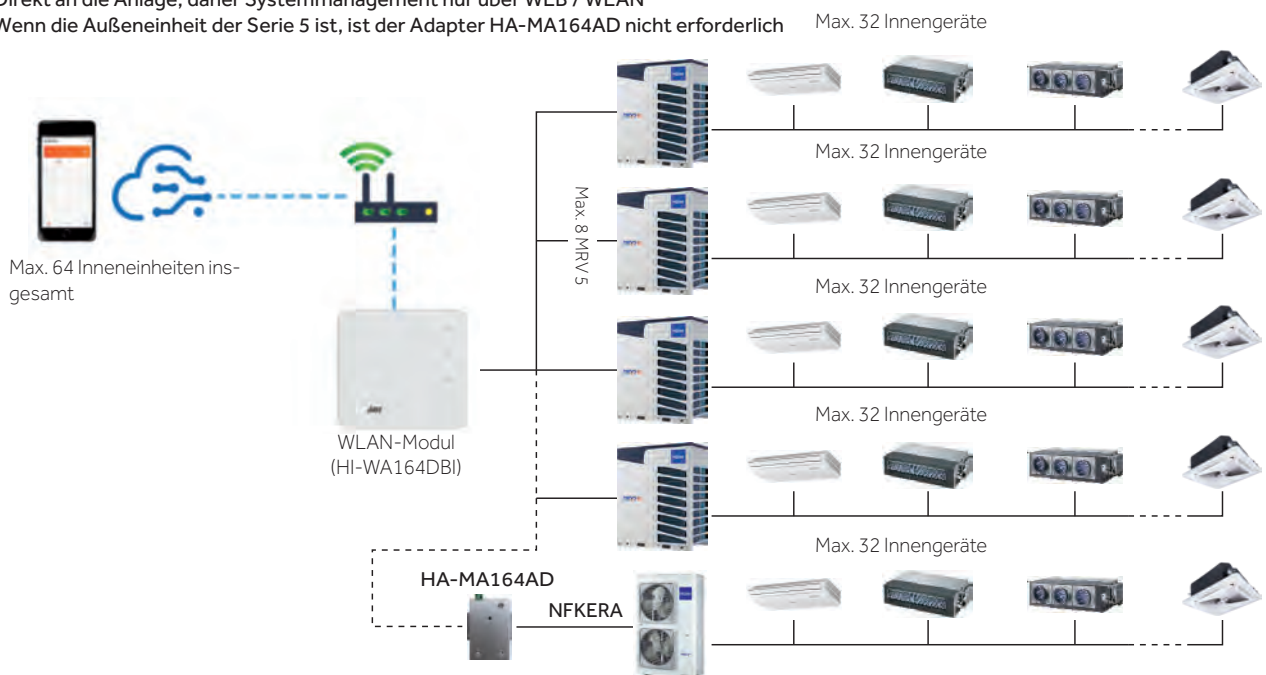 Direkt an die Anlage, daher Systemmanagement nur über WEB / WLAN
Wenn die Außeneinheit der Serie 5 ist, ist der Adapter HA-MA164AD nicht erforderlich
Max. 32 Innengeräte
Max. 32 Innengeräte
Max. 8 MRV 5
Max. 64 Inneneinheiten ins-
gesamt
Max. 32 Innengeräte
Max. 32 Innengeräte
WLAN-Modul
(HI-WA164DBI)
Max. 32 Innengeräte
HA-MA164AD
NFKERA